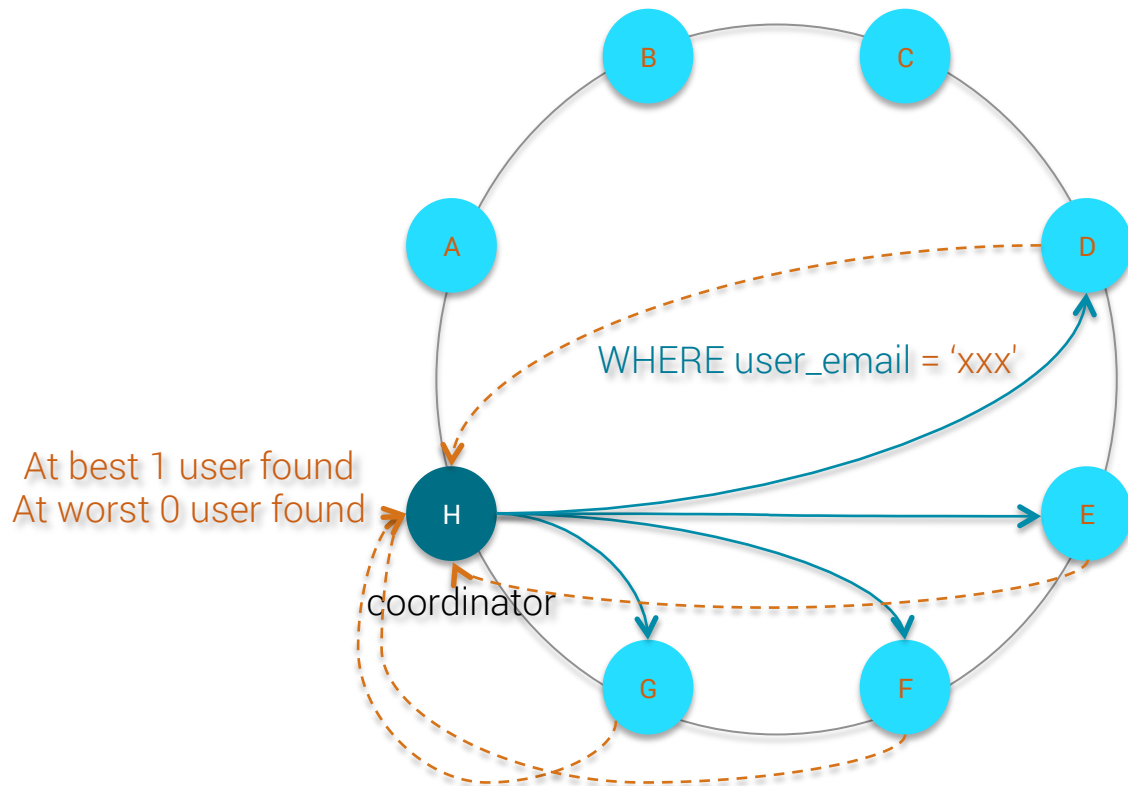 B
C
A
D
WHERE user_email = ‘xxx'
At best 1 user found
At worst 0 user found
H
E
coordinator
G
F